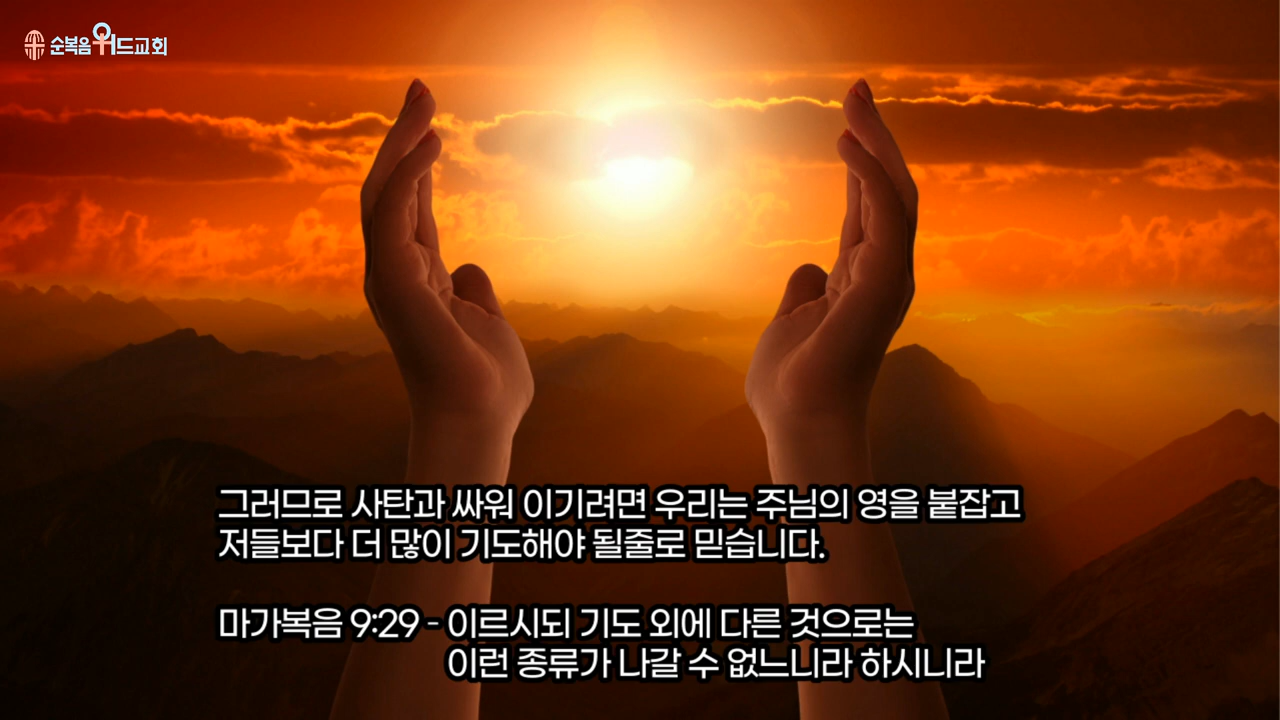 순복음위드교회
그러므로 사탄과 싸워 이기려면 우리는 주님의 영을 붙잡고
저들보다 더 많이 기도해야 될줄로 믿습니다.
마가복음 9:29 - 이르시되 기도 외에 다른 것으로는
이런 종류가 나갈 수 없느니라 하시니라